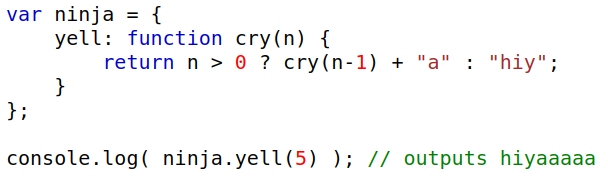 var ninja = {
    yell: function cry(n) {
        return n > 0 ? cry(n-1) + "a" : "hiy";
    }
};

console.log( ninja.yell(5) ); // outputs hiyaaaaa